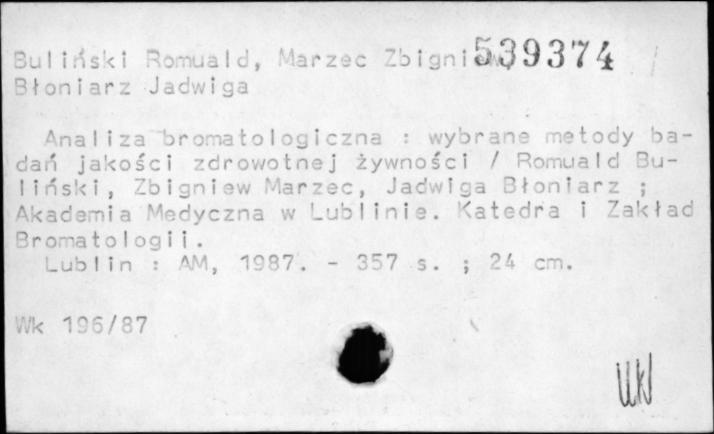 Buliński Romuald, Marzec Zbigniew, 539374
Błoniarz Jadwiga
Analiza bromatologiczna : wybrane metody ba-
dań jakości zdrowotnej żywności / Romuald Bu-
liński, Zbigniew Marzec, Jadwiga Błoniarz ;
Akademia Medyczna w Lublinie. Katedra i Zakład
Bromatologii.
Lublin : AM, 1987. - 357 s. ; 24 cm.
Wk 196/87